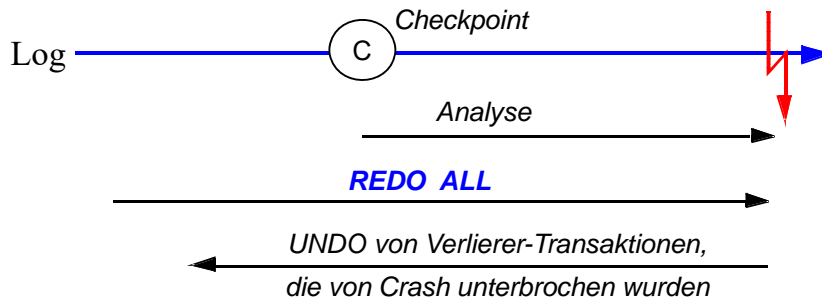 Checkpoint
Log
C
Analyse
REDO ALL
UNDO von Verlierer-Transaktionen,
die von Crash unterbrochen wurden